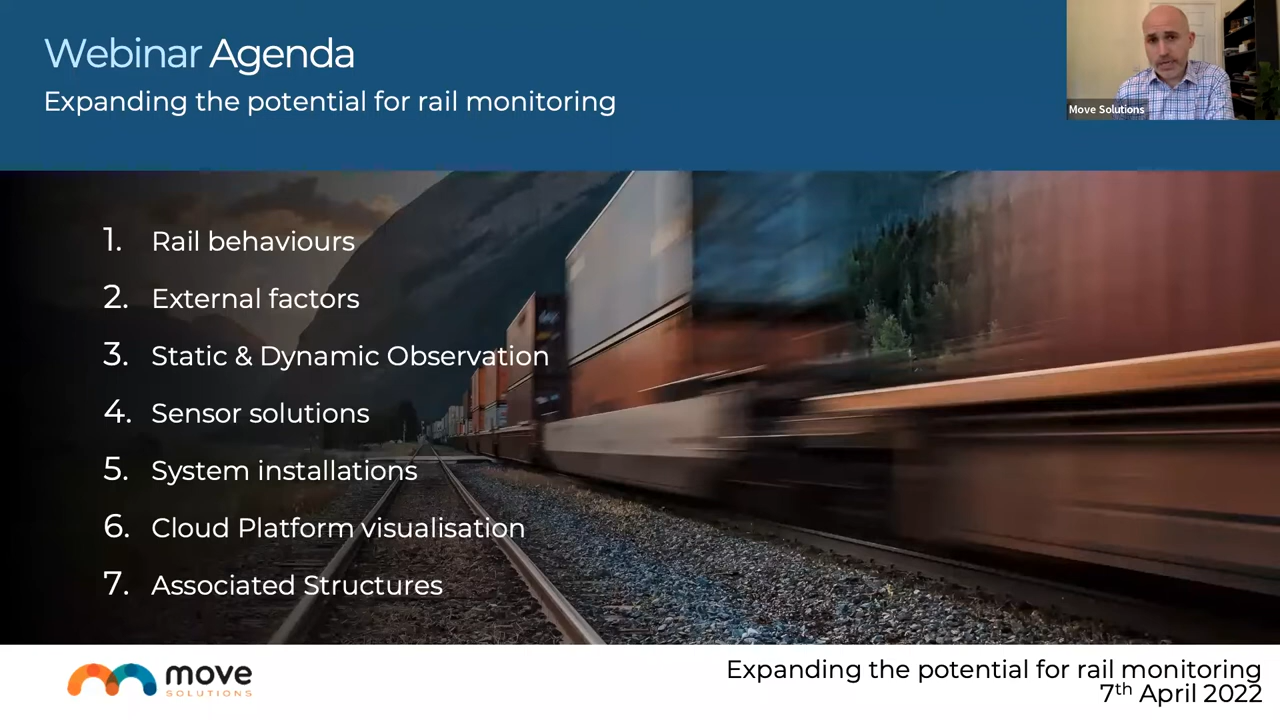 Webinar Agenda
Expanding the potential for rail monitoring
Move Solutions
1. Rail behaviours
2. External factors
3. Static & Dynamic Observation
4. Sensor solutions
5. System installations
6. Cloud Platform visualisation
7. Associated Structures
move
SOLUTIONS
Expanding the potential for rail monitoring
7th April 2022